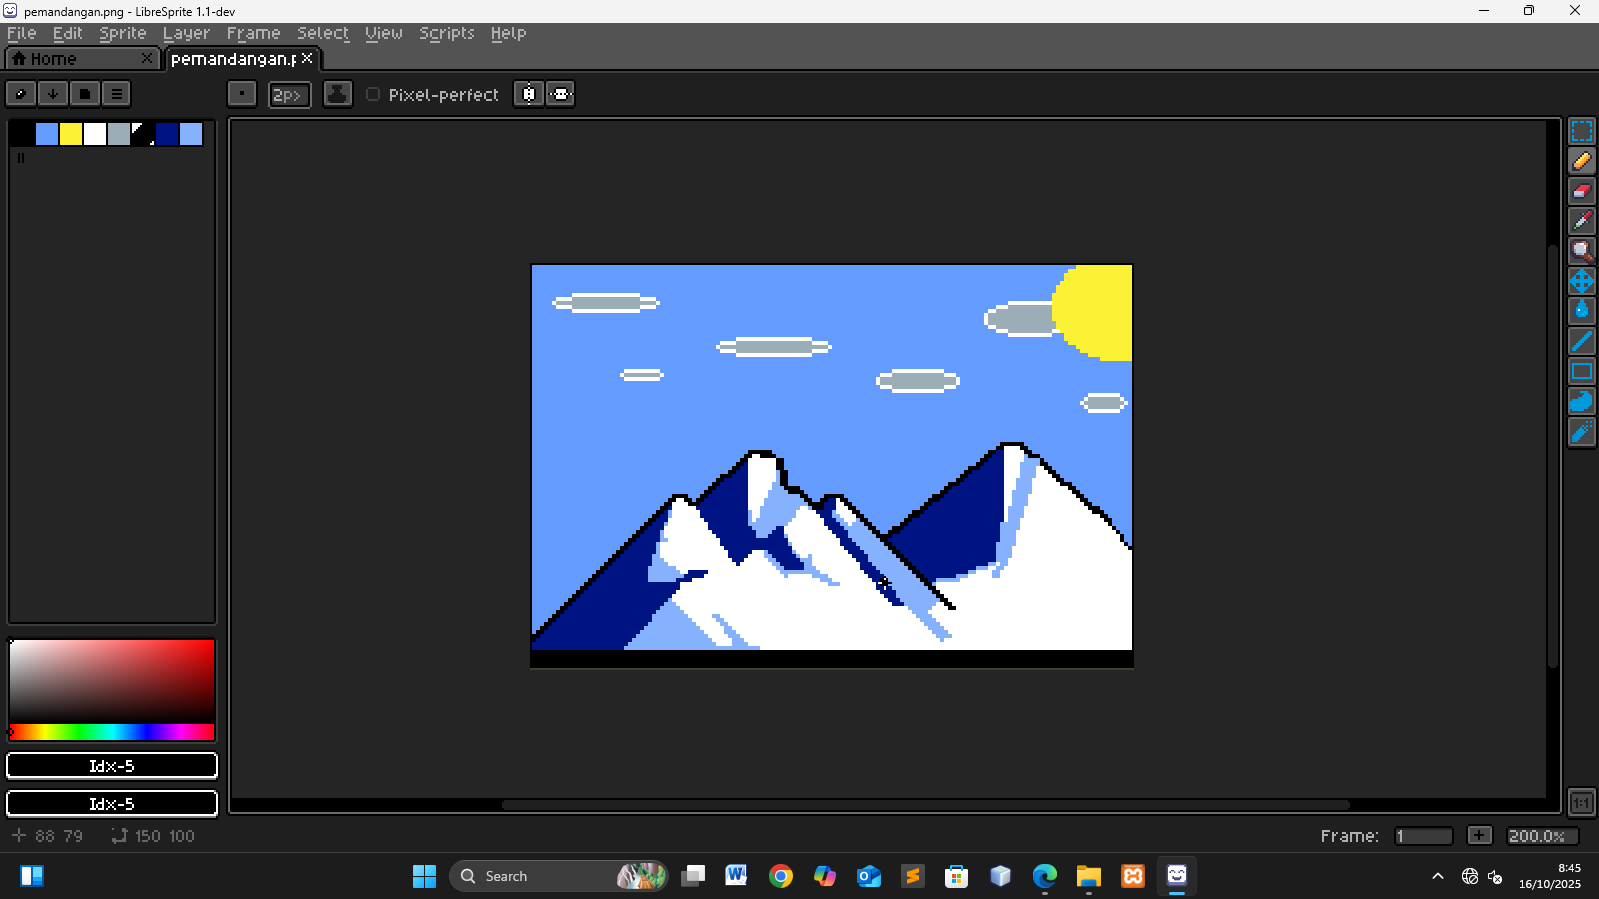 pemandangan.png - LibreSprite 1.1-dev
File Edit Sprite Layer Frame Select View Scripts Help
Home
pemandangan.p
2px
Pixel-perfect
Idx-5
Idx-5
88 79 150 100
Frame: 1 + 200.0%
1:1
Search
8:45
16/10/2025